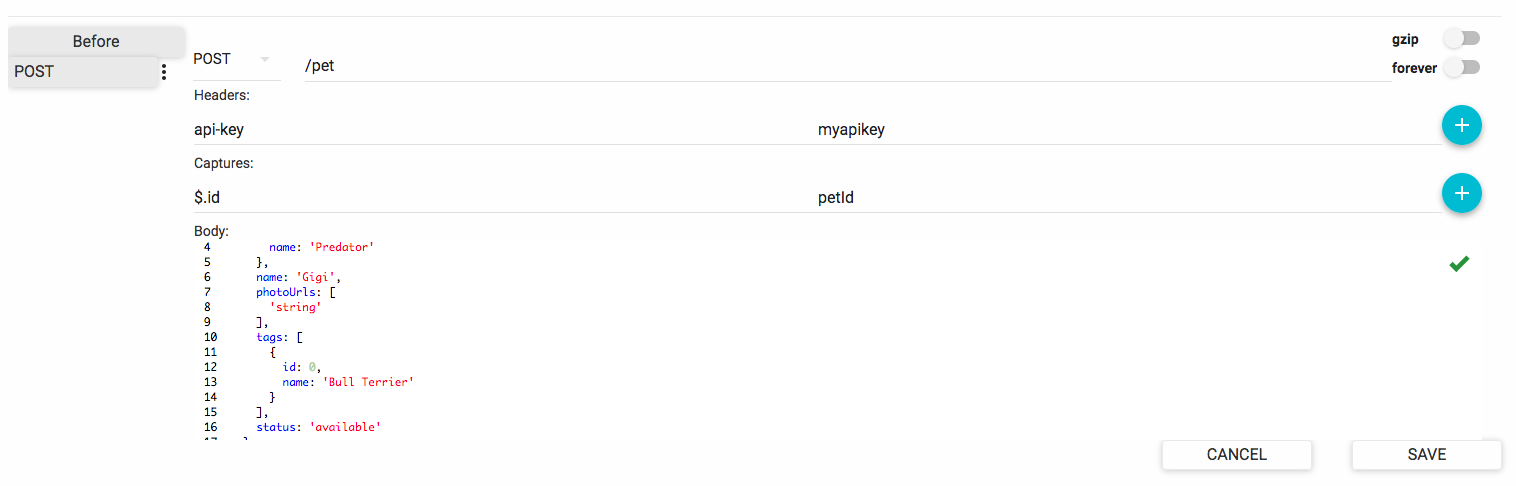 Before
POST
POST
/pet
gzip
forever
Headers:
api-key myapikey
Captures:
$.id petId
Body:
4 name: 'Predator'
5 },
6 name: 'Gigi',
7 photoUrls: [
8 'string'
9 ],
10 tags: [
11 {
12 id: 0,
13 name: 'Bull Terrier'
14 }
15 ],
16 status: 'available'
CANCEL SAVE